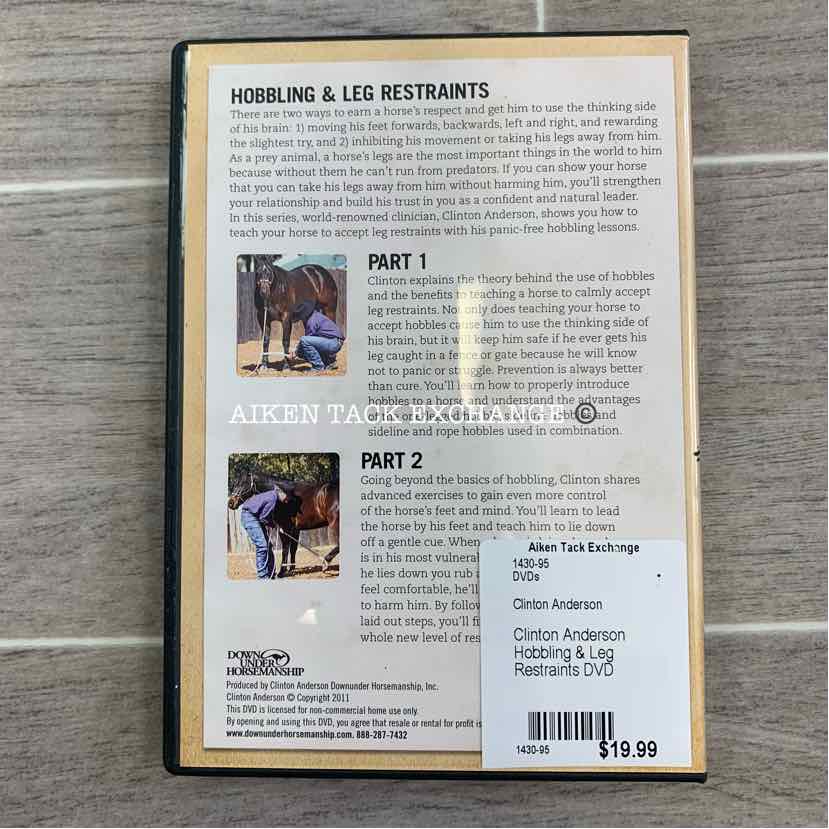 HOBBLING & LEG RESTRAINTS
There are two ways to earn a horse's respect and get him to use the thinking side
of his brain: 1) moving his feet forwards, backwards, left and right, and rewarding
the slightest try, and 2) inhibiting his movement or taking his legs away from him.
As a prey animal, a horse's legs are the most important things in the world to him
because without them he can't run from predators. If you can show your horse
that you can take his legs away from him without harming him, you'll strengthen
your relationship and build his trust in you as a confident and natural leader.
In this series, world-renowned clinician, Clinton Anderson, shows you how to
teach your horse to accept leg restraints with his panic-free hobbling lessons.
PART 1
Clinton explains the theory behind the use of hobbles
and the benefits to teaching a horse to calmly accept
leg restraints. Not only does teaching your horse to
accept hobbles cause him to use the thinking side of
his brain, but it will keep him safe if he ever gets his
leg caught in a fence or gate because he will know
not to panic or struggle. Prevention is always better
than cure. You'll learn how to properly introduce
hobbles to a horse and understand the advantages
AIKEN TACK EXCHANGE ©
of the one-legged hobble, sideline hobbles and
sideline and rope hobbles used in combination.
PART 2
Going beyond the basics of hobbling, Clinton shares
advanced exercises to gain even more control
of the horse's feet and mind. You'll learn to lead
the horse by his feet and teach him to lie down
off a gentle cue. When
is in his most vulnera
he lies down you rub
feel comfortable, he'll
to harm him. By follow
laid out steps, you'll fi
whole new level of res
DOWN UNDER HORSEMANSHIP
Produced by Clinton Anderson Downunder Horsemanship, Inc.
Clinton Anderson © Copyright 2011
This DVD is licensed for non-commercial home use only.
By opening and using this DVD, you agree that resale or rental for profit is
www.downunderhorsemanship.com. 888-287-7432
Aiken Tack Exchange
1430-95
DVDs
Clinton Anderson
Clinton Anderson
Hobbling & Leg
Restraints DVD
1430-95 $19.99